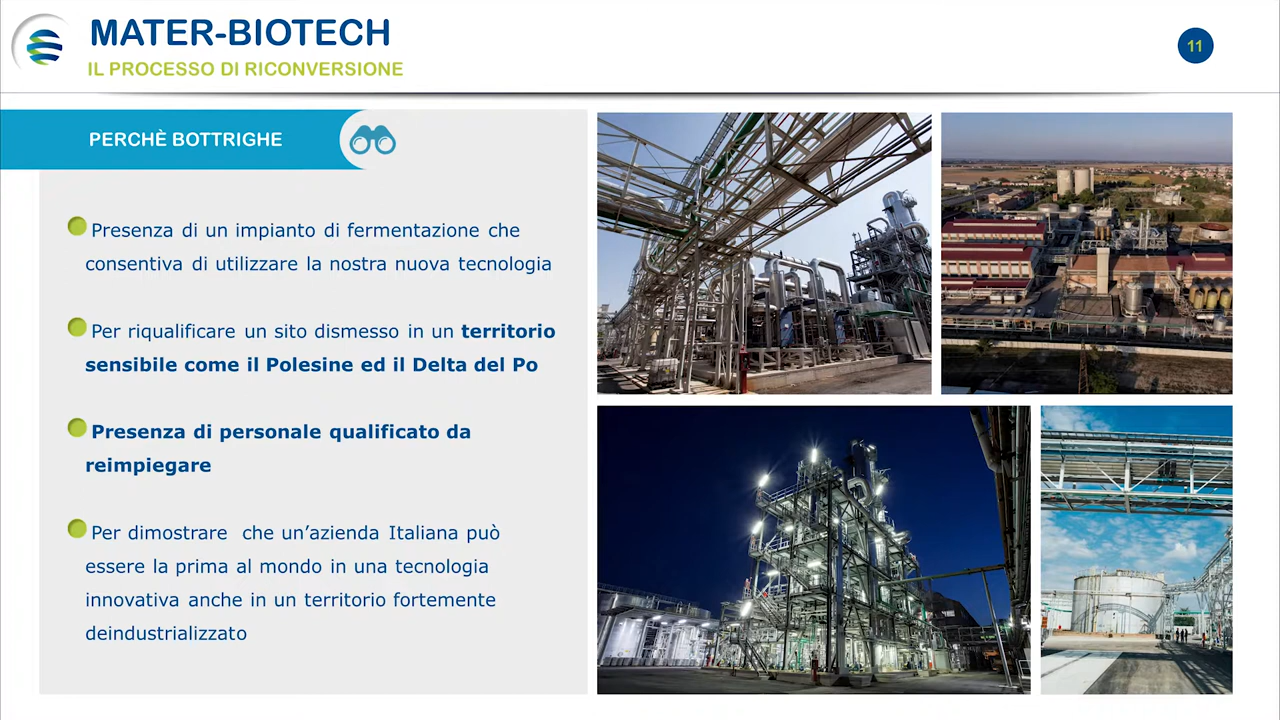 MATER-BIOTECH
IL PROCESSO DI RICONVERSIONE
11
PERCHÈ BOTTRIGHE
Presenza di un impianto di fermentazione che
consentiva di utilizzare la nostra nuova tecnologia
Per riqualificare un sito dismesso in un territorio
sensibile come il Polesine ed il Delta del Po
Presenza di personale qualificato da
reimpiegare
Per dimostrare che un’azienda Italiana può
essere la prima al mondo in una tecnologia
innovativa anche in un territorio fortemente
deindustrializzato